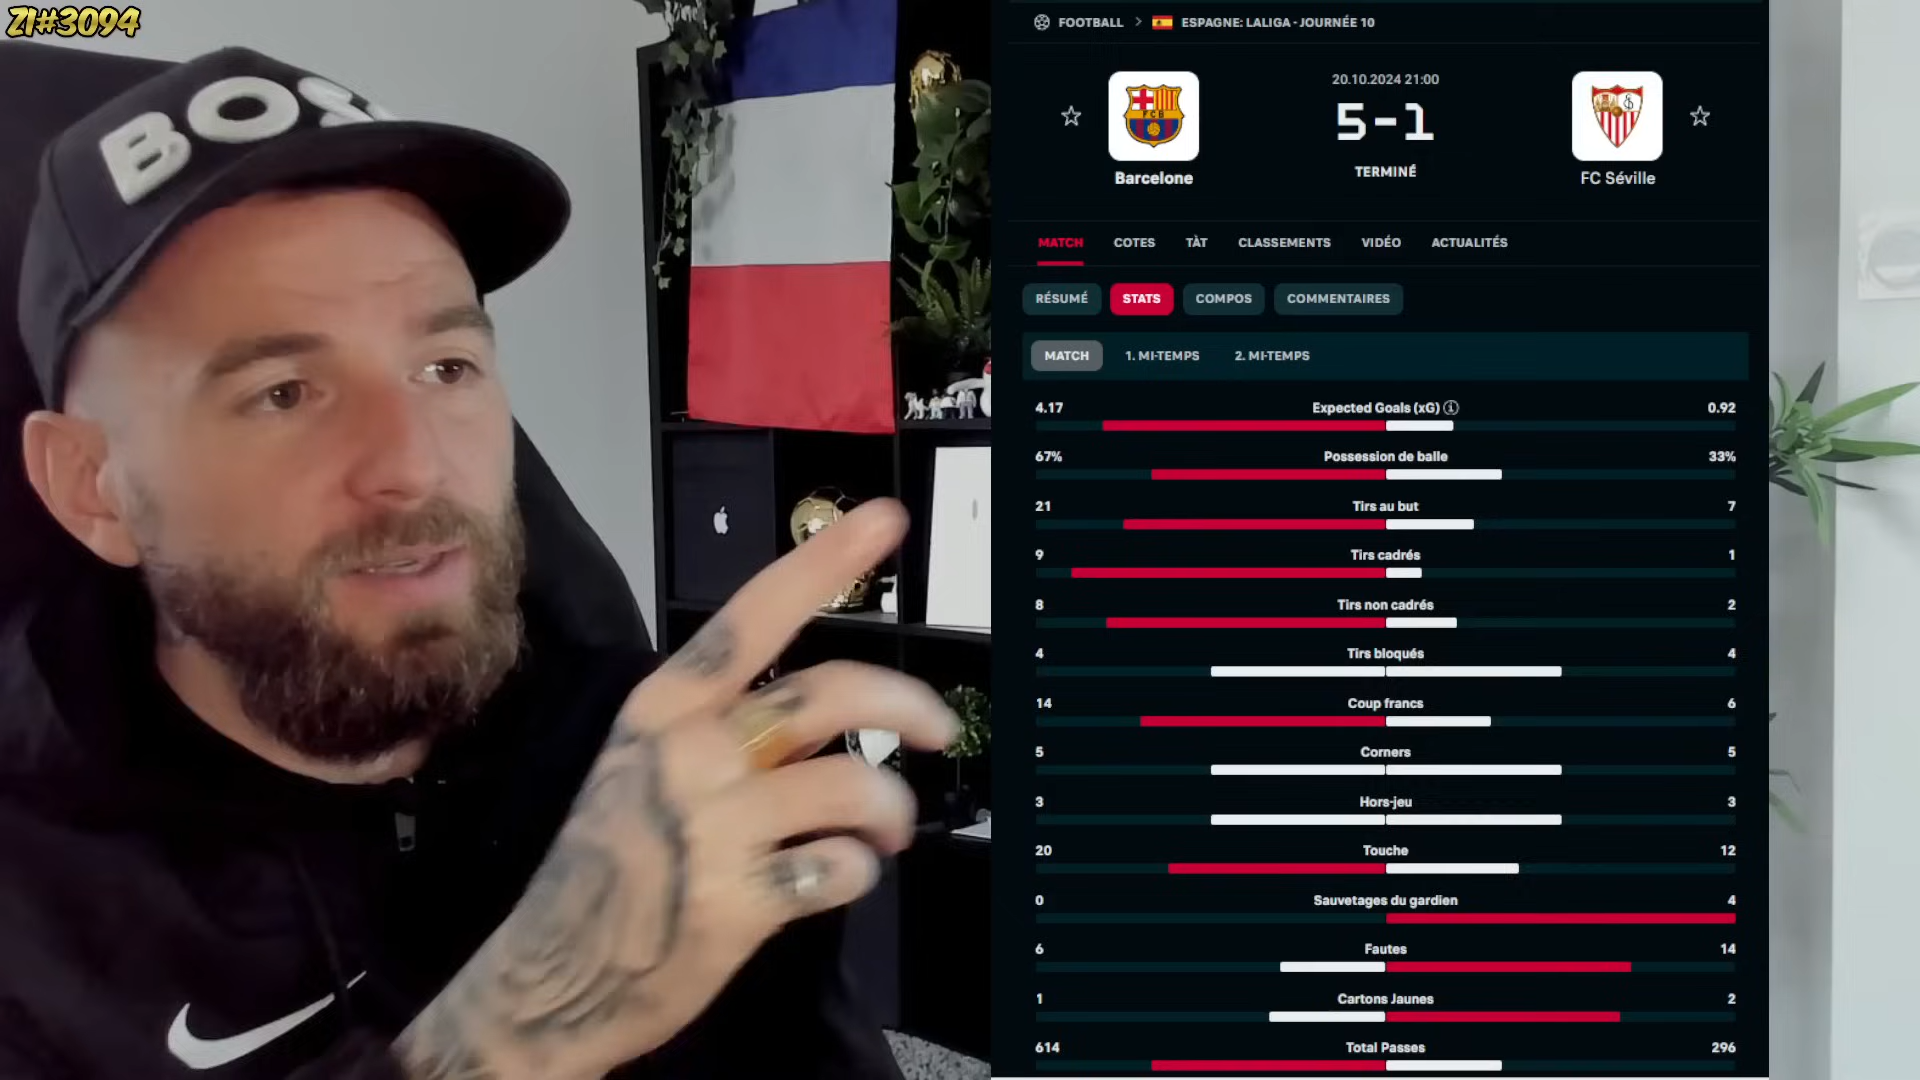 ZI#3094
BOS
FOOTBALL > ESPAGNE: LALIGA - JOURNÉE 10
20.10.2024 21:00
5-1
TERMINÉ
Barcelone
FC Séville
MATCH COTES TÀT CLASSEMENTS VIDÉO ACTUALITÉS
RÉSUMÉ STATS COMPOS COMMENTAIRES
MATCH 1. MI-TEMPS 2. MI-TEMPS
4.17 Expected Goals (xG) 0.92
67% Possession de balle 33%
21 Tirs au but 7
9 Tirs cadrés 1
8 Tirs non cadrés 2
4 Tirs bloqués 4
14 Coup francs 6
5 Corners 5
3 Hors-jeu 3
20 Touche 12
0 Sauvetages du gardien 4
6 Fautes 14
1 Cartons Jaunes 2
614 Total Passes 296